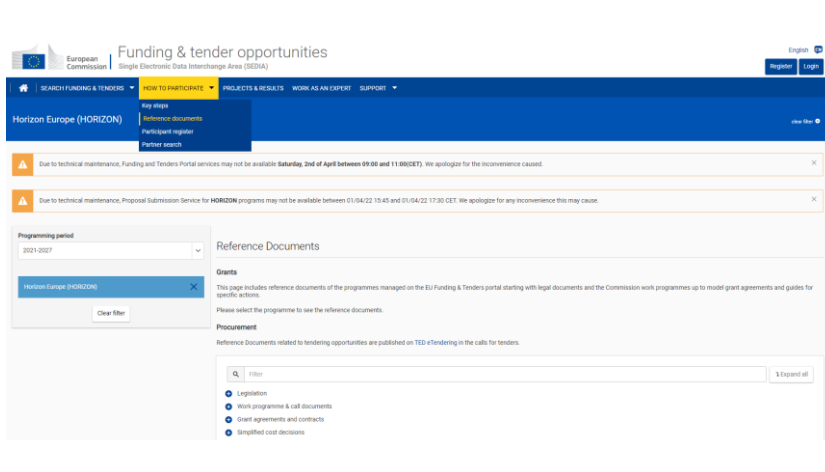 English
European Commission
Funding & tender opportunities
Single Electronic Data Interchange Area (SEDIA)
Register Login
SEARCH FUNDING & TENDERS HOW TO PARTICIPATE PROJECTS & RESULTS WORK AS AN EXPERT SUPPORT
Key steps
Horizon Europe (HORIZON)
Reference documents
clear filter
Participant register
Partner search
Due to technical maintenance, Funding and Tenders Portal services may not be available Saturday, 2nd of April between 09:00 and 11:00(CET). We apologize for the inconvenience caused.
Due to technical maintenance, Proposal Submission Service for HORIZON programs may not be available between 01/04/22 15:45 and 01/04/22 17:30 CET. We apologize for any inconvenience this may cause.
Programming period
2021-2027
Horizon Europe (HORIZON)
Clear filter
Reference Documents
Grants
This page includes reference documents of the programmes managed on the EU Funding & Tenders portal starting with legal documents and the Commission work programmes up to model grant agreements and guides for
specific actions.
Please select the programme to see the reference documents.
Procurement
Reference Documents related to tendering opportunities are published on TED eTendering in the calls for tenders.
Filter
Expand all
Legislation
Work programme & call documents
Grant agreements and contracts
Simplified cost decisions